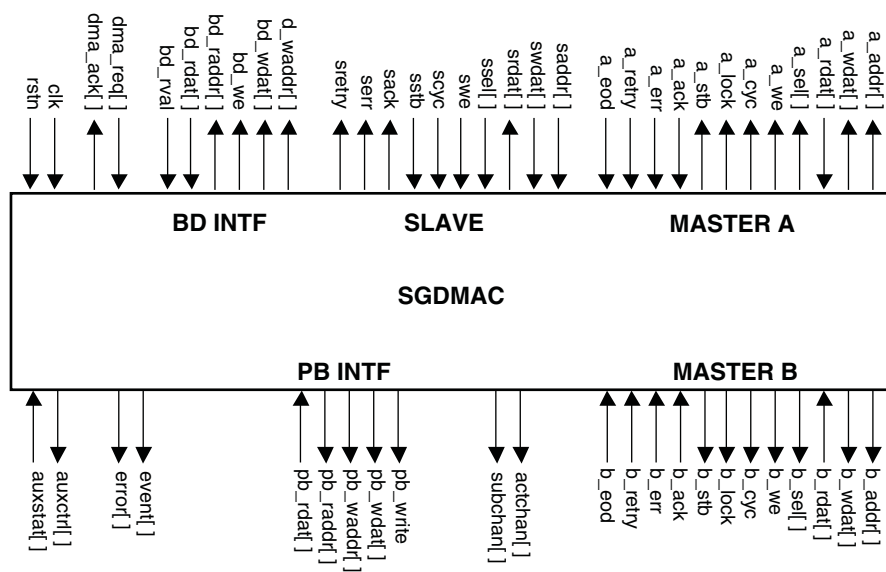 rstn
clk
dma_ack[ ]
dma_req[ ]
bd_rval
bd_rdat[ ]
bd_raddr[ ]
bd_we
bd_wdat[ ]
d_waddr[ ]
sretry
serr
sack
sstb
scyc
swe
ssel[ ]
srdat[ ]
swdat[ ]
saddr[ ]
a_eod
a_retry
a_err
a_ack
a_stb
a_lock
a_cyc
a_we
a_sel[ ]
a_rdat[ ]
a_wdat[ ]
a_addr[ ]
BD INTF
SLAVE
MASTER A
SGDMAC
PB INTF
MASTER B
auxstat[ ]
auxctrl[ ]
error[ ]
event[ ]
pb_rdat[ ]
pb_raddr[ ]
pb_waddr[ ]
pb_wdat[ ]
pb_write
subchan[ ]
actchan[ ]
b_eod
b_retry
b_err
b_ack
b_stb
b_lock
b_cyc
b_we
b_sel[ ]
b_rdat[ ]
b_wdat[ ]
b_addr[ ]